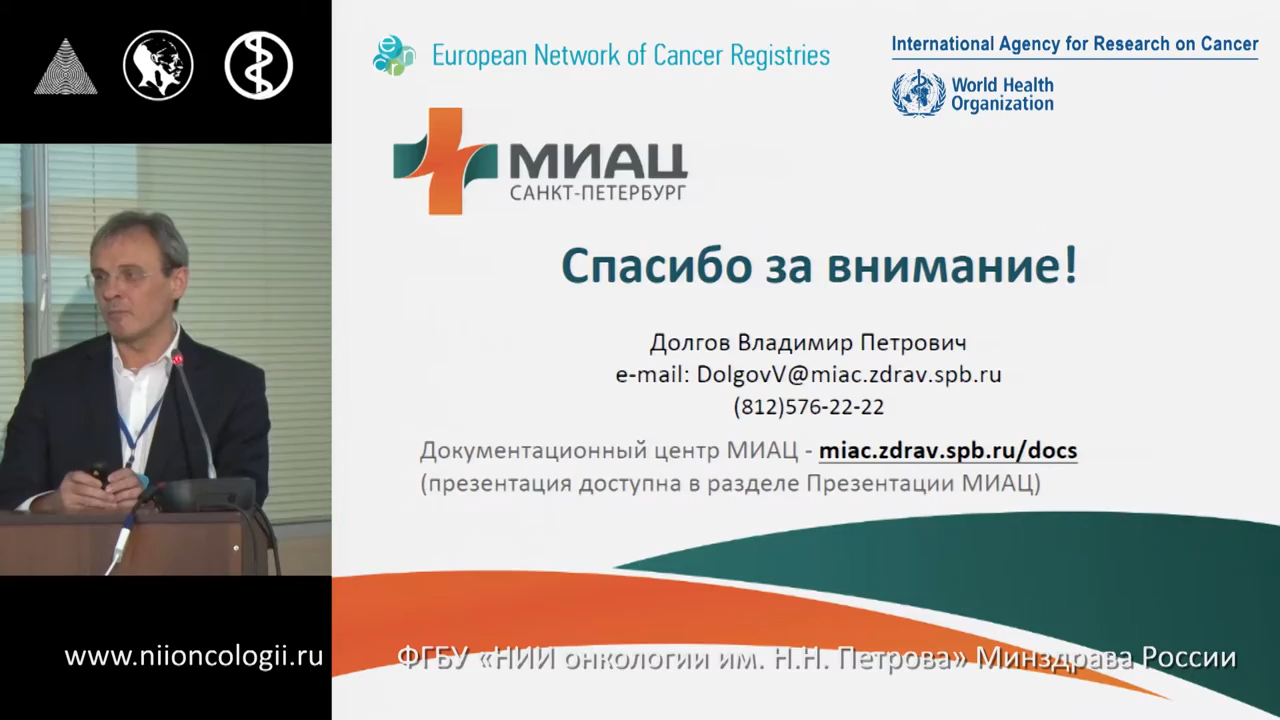 European Network of Cancer Registries
International Agency for Research on Cancer
World Health
Organization
МИАЦ
САНКТ-ПЕТЕРБУРГ
Спасибо за внимание!
Долгов Владимир Петрович
e-mail: DolgovV@miac.zdrav.spb.ru
(812)576-22-22
Документационный центр МИАЦ - miac.zdrav.spb.ru/docs
(презентация доступна в разделе Презентации МИАЦ)
www.niioncologii.ru
ФГБУ «НИИ онкологии им. Н.Н. Петрова» Минздрава России